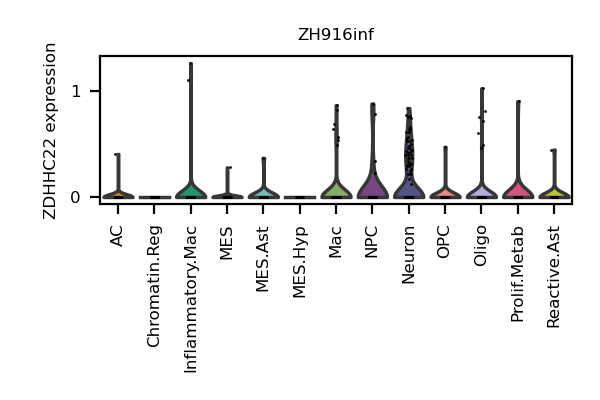 ZH916inf
ZDHHC22 expression
1
0
AC
Chromatin.Reg
Inflammatory.Mac
MES
MES.Ast
MES.Hyp
Mac
NPC
Neuron
OPC
Oligo
Prolif.Metab
Reactive.Ast